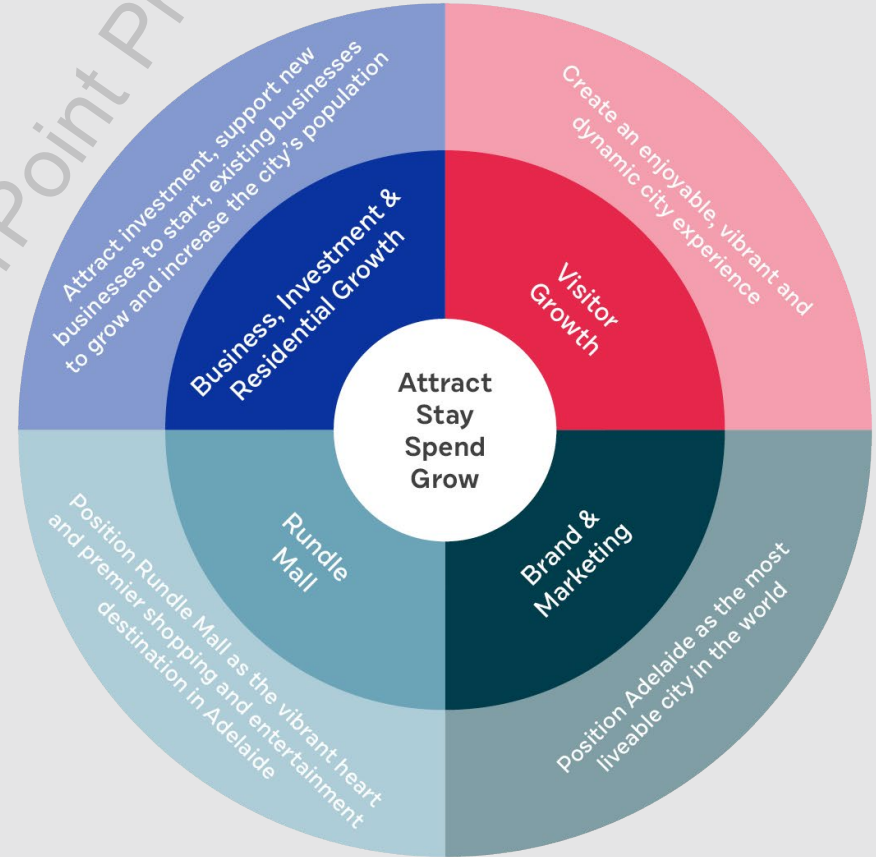 Point P
Attract investment, support new
businesses to start, existing businesses
to grow and increase the city's population
Business, Investment &
Residential Growth
Create an enjoyable, vibrant and
dynamic city experience
Visitor
Growth
Attract
Stay
Spend
Grow
Rundle
Mall
Position Rundle Mall as the vibrant heart
and premier shopping and entertainment
destination in Adelaide
Brand &
Marketing
Position Adelaide as the most
liveable city in the world